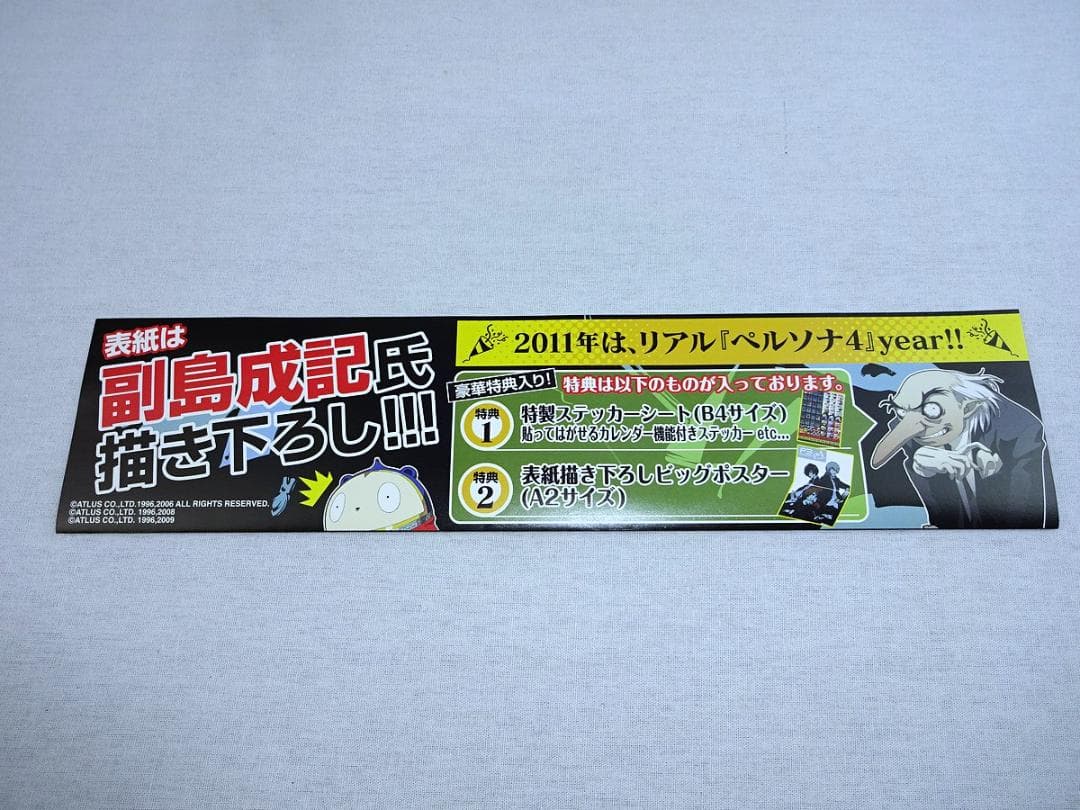 表紙は
副島成記氏
描き下ろし!!!
©ATLUS CO.,LTD. 1996,2006 ALL RIGHTS RESERVED.
©ATLUS CO.,LTD. 1996,2008
©ATLUS CO.,LTD. 1996,2009
2011年は、リアル『ペルソナ4』year!!
豪華特典入り! 特典は以下のものが入っております。
特典1 特製ステッカーシート(B4サイズ)
貼ってはがせるカレンダー機能付きステッカー etc...
特典2 表紙描き下ろしビッグポスター
(A2サイズ)